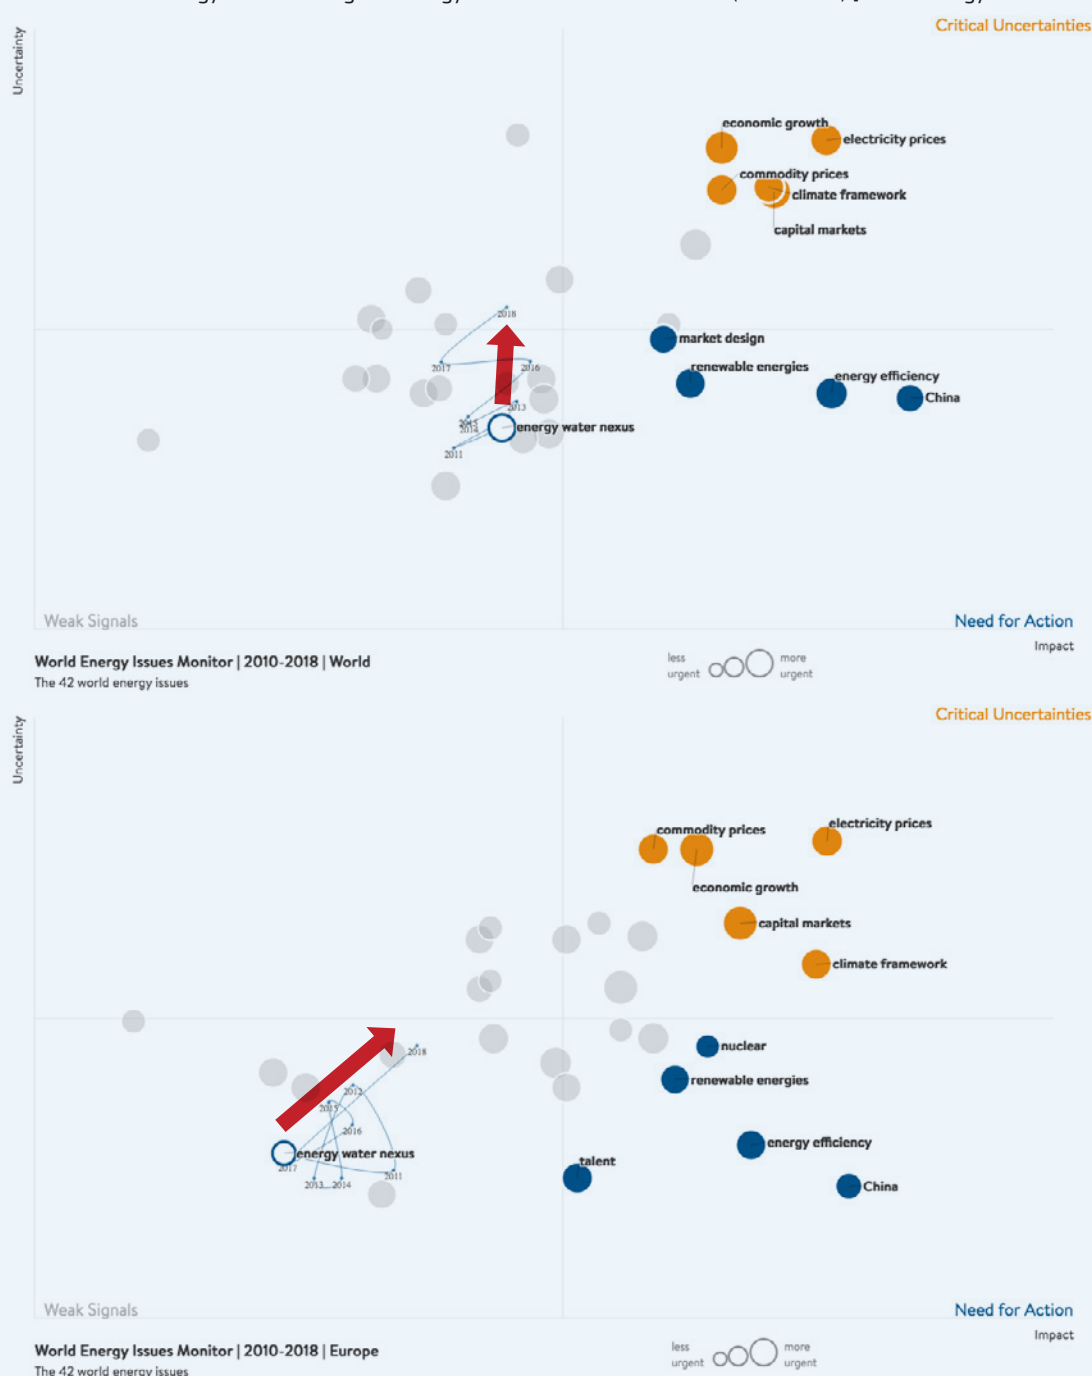 Uncertainty
Critical Uncertainties
economic growth
electricity prices
commodity prices
climate framework
capital markets
2018
market design
2017
2016
renewable energies
energy efficiency
China
2013
2015
2014
energy water nexus
2011
Weak Signals
Need for Action
Impact
World Energy Issues Monitor | 2010-2018 | World
The 42 world energy issues
less urgent
more urgent
Uncertainty
Critical Uncertainties
commodity prices
electricity prices
economic growth
capital markets
climate framework
2018
nuclear
renewable energies
2012
2015
2016
energy water nexus
energy efficiency
2017
2011
2013
2014
talent
China
Weak Signals
Need for Action
Impact
World Energy Issues Monitor | 2010-2018 | Europe
The 42 world energy issues
less urgent
more urgent